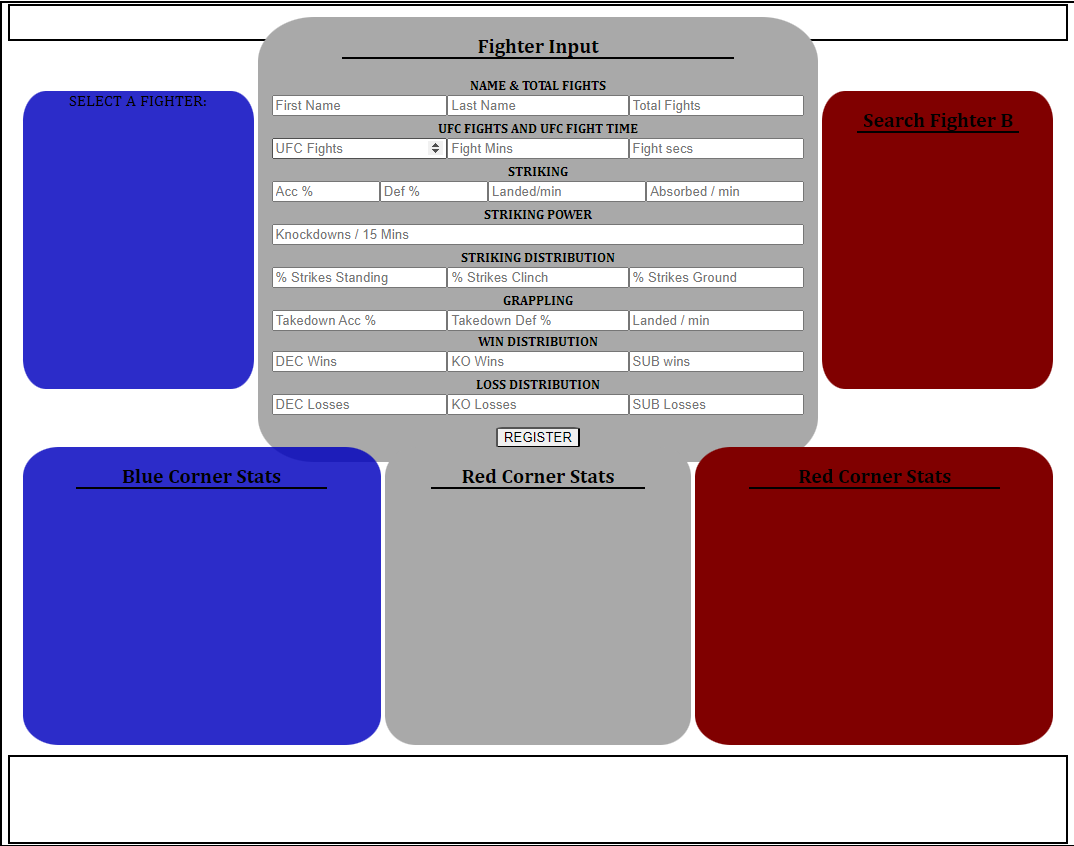 Fighter Input
NAME & TOTAL FIGHTS
First Name Last Name Total Fights
UFC FIGHTS AND UFC FIGHT TIME
UFC Fights Fight Mins Fight secs
STRIKING
Acc % Def % Landed/min Absorbed / min
STRIKING POWER
Knockdowns / 15 Mins
STRIKING DISTRIBUTION
% Strikes Standing % Strikes Clinch % Strikes Ground
GRAPPLING
Takedown Acc % Takedown Def % Landed / min
WIN DISTRIBUTION
DEC Wins KO Wins SUB wins
LOSS DISTRIBUTION
DEC Losses KO Losses SUB Losses
REGISTER
SELECT A FIGHTER:
Search Fighter B
Blue Corner Stats
Red Corner Stats
Red Corner Stats